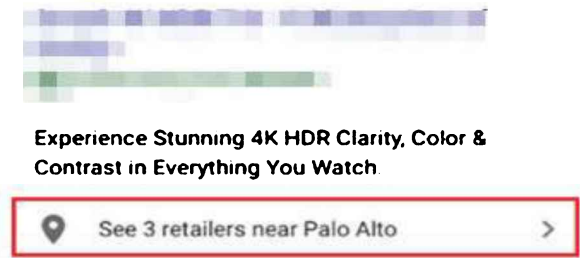 Experience Stunning 4K HDR Clarity, Color &
Contrast in Everything You Watch.
See 3 retailers near Palo Alto